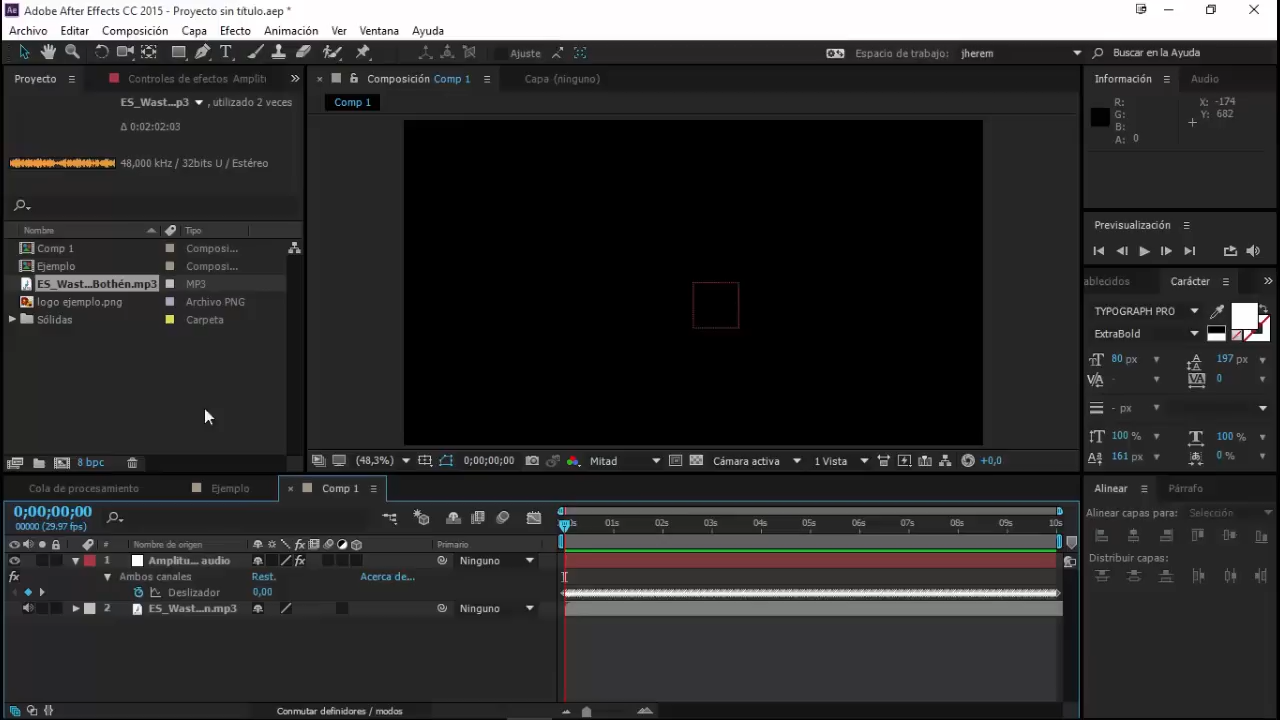 Adobe After Effects CC 2015 - Proyecto sin título.aep *
Archivo Editar Composición Capa Efecto Animación Ver Ventana Ayuda
Ajuste Espacio de trabajo: jherem Buscar en la Ayuda
Proyecto Controles de efectos Amplit
Composición Comp 1 Capa (ninguno)
Información Audio
ES_Wast...p3 , utilizado 2 veces
Δ 0:02:02:03
48,000 kHz / 32bits U / Estéreo
Comp 1
R: X: -174
G: Y: 682
B:
A: 0
Nombre Tipo
Comp 1 Composi...
Ejemplo Composi...
ES_Wast...Bothén.mp3 MP3
logo ejemplo.png Archivo PNG
Sólidas Carpeta
Previsualización
ablecidos Carácter
TYPOGRAPH PRO
ExtraBold
80 px 197 px
- 0
- px
100 % 100 %
161 px 0 %
8 bpc
(48,3%) 0;00;00;00 Mitad Cámara activa 1 Vista +0,0
Cola de procesamiento Ejemplo Comp 1
0;00;00;00
00000 (29.97 fps)
01s 02s 03s 04s 05s 06s 07s 08s 09s 10s
# Nombre de origen Primario
1 Amplitu... audio Ninguno
Ambos canales Rest. Acerca de...
Deslizador 0,00
2 ES_Wast...n.mp3 Ninguno
Conmutar definidores / modos
Alinear Párrafo
Alinear capas para: Selección
Distribuir capas: